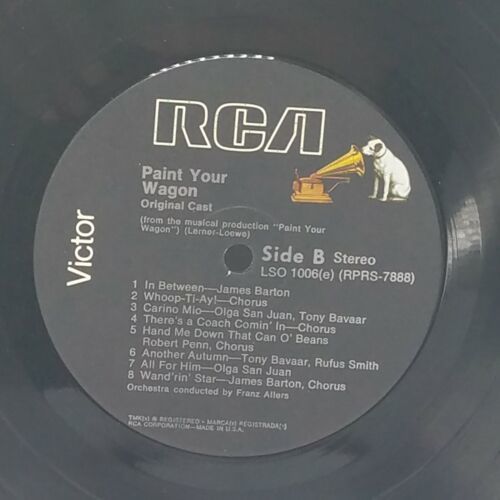 RCA
Victor
Paint Your
Wagon
Original Cast
(from the musical production "Paint Your
Wagon") (Lerner-Loewe)
Side B Stereo
LSO 1006(e) (RPRS-7888)
1 In Between—James Barton
2 Whoop-Ti-Ay!—Chorus
3 Carino Mio—Olga San Juan, Tony Bavaar
4 There's a Coach Comin' In—Chorus
5 Hand Me Down That Can O' Beans
Robert Penn, Chorus
6 Another Autumn—Tony Bavaar, Rufus Smith
7 All For Him—Olga San Juan
8 Wand'rin' Star—James Barton, Chorus
Orchestra conducted by Franz Allers
TMK(s) ® REGISTERED • MARCA(s) REGISTRADA(S)
RCA CORPORATION—MADE IN U.S.A.